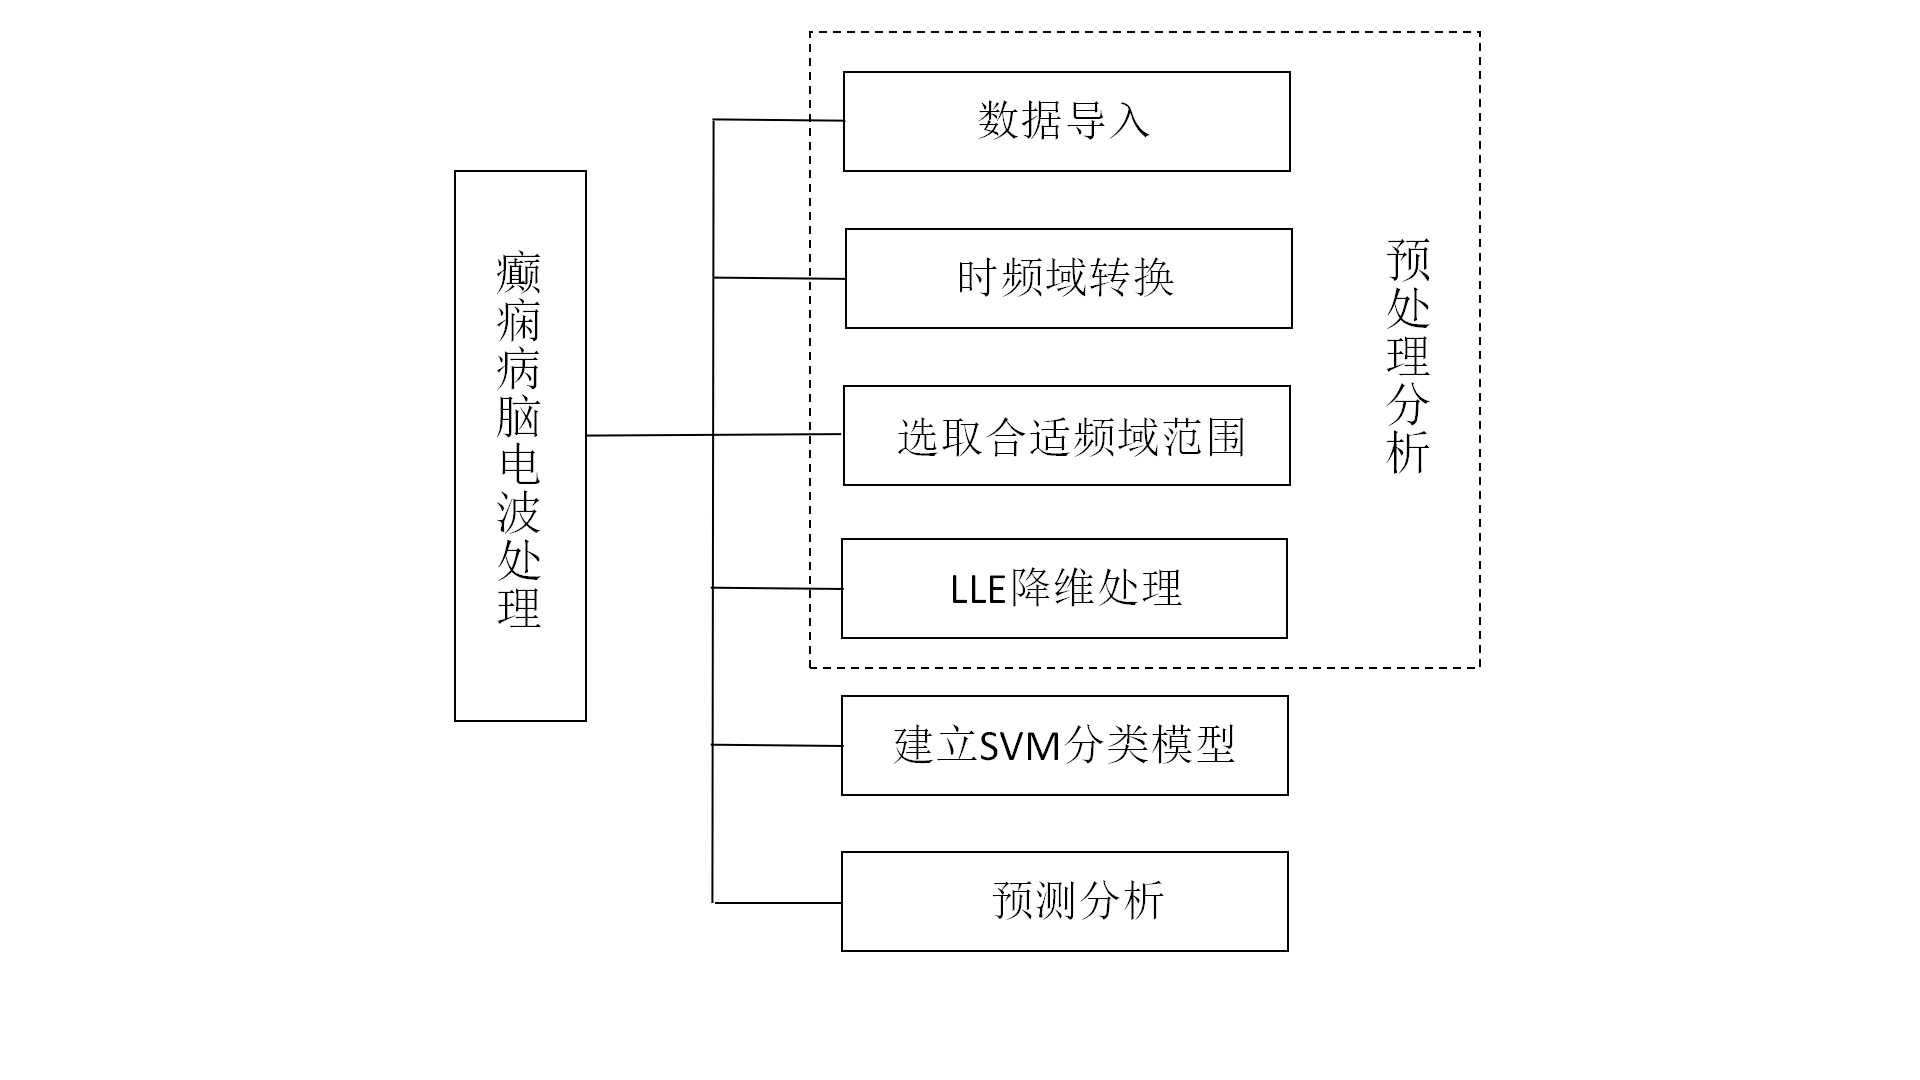 癫痫病脑电波处理
数据导入
时频域转换
选取合适频域范围
LLE降维处理
预处理分析
建立SVM分类模型
预测分析